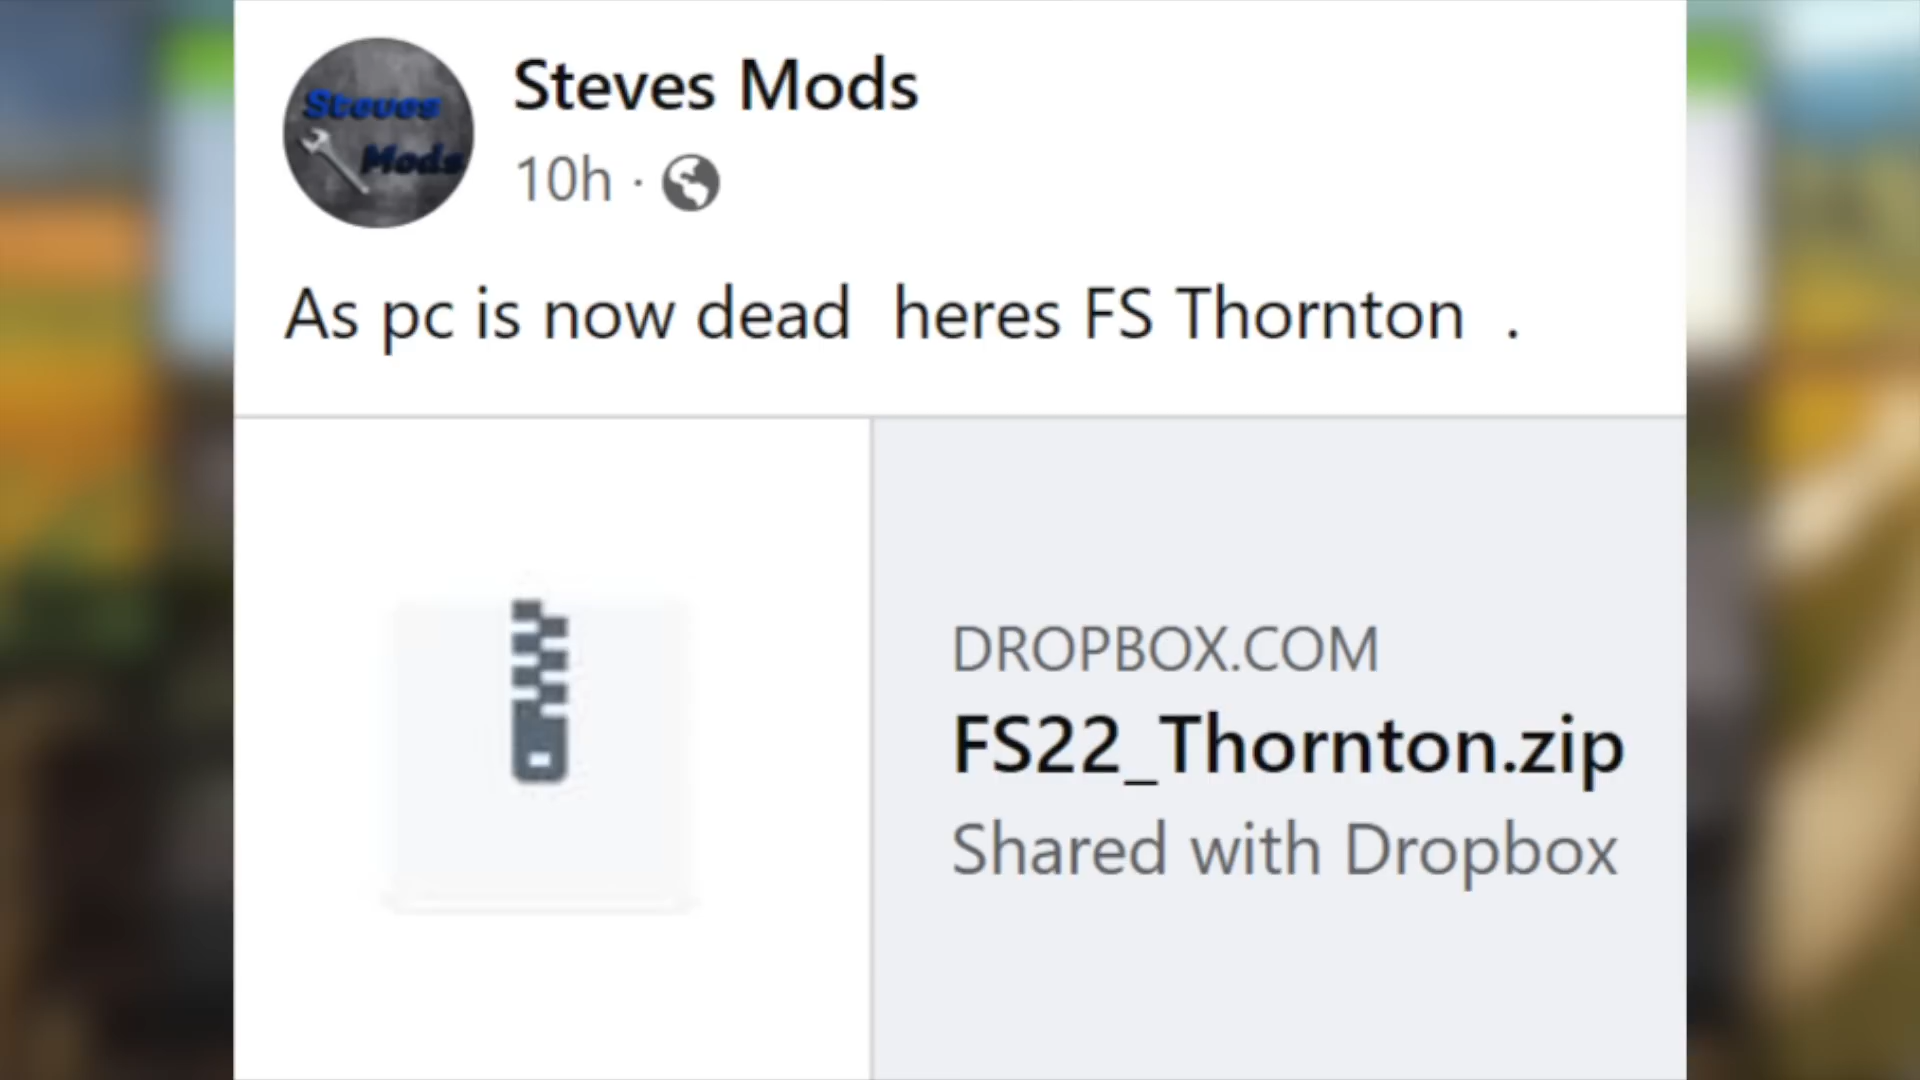 Steves
Mods
Steves Mods
10h ·
As pc is now dead  heres FS Thornton  .
DROPBOX.COM
FS22_Thornton.zip
Shared with Dropbox